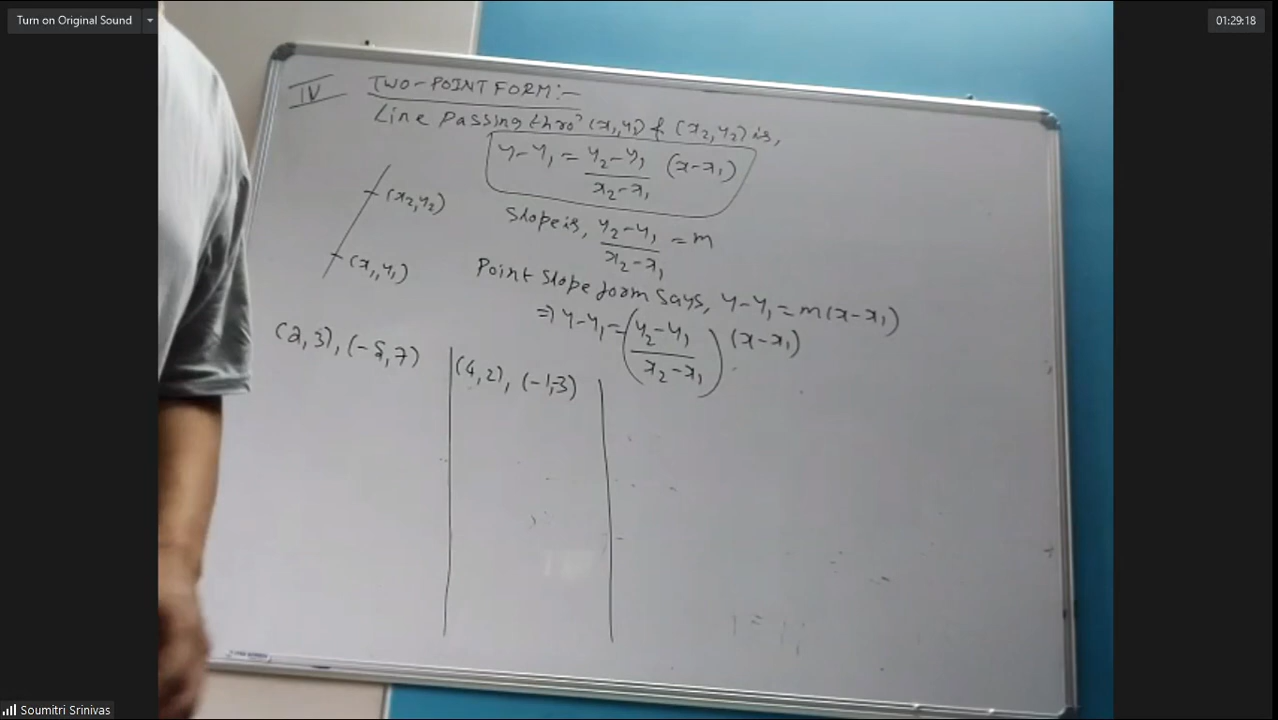 Turn on Original Sound
01:29:18
IV TWO-POINT FORM:-
Line passing thro' (x₁, y₁) & (x₂, y₂) is,
y-y₁ = y₂-y₁/x₂-x₁ (x-x₁)
(x₂, y₂)
Slope is, y₂-y₁/x₂-x₁ = m
(x₁, y₁)
Point slope form says, y-y₁ = m(x-x₁)
⇒ y-y₁ = (y₂-y₁/x₂-x₁) (x-x₁)
(2, 3), (-5, 7)
(4, 2), (-1, -3)
Soumitri Srinivas